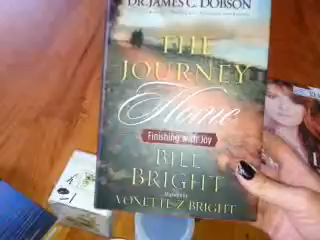 DR. JAMES C. DOBSON
THE
JOURNEY
Home
Finishing with Joy
BILL
BRIGHT
VONETTE Z BRIGHT